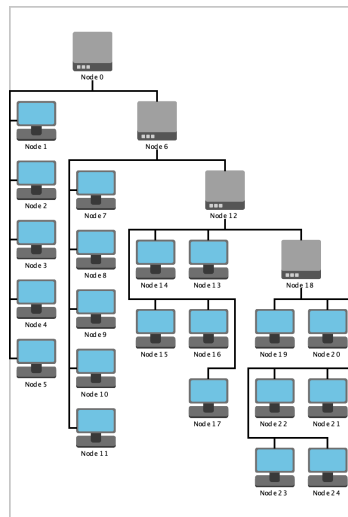 Node 0
Node 1
Node 6
Node 2
Node 7
Node 12
Node 3
Node 8
Node 14
Node 13
Node 18
Node 4
Node 9
Node 15
Node 16
Node 19
Node 20
Node 5
Node 10
Node 17
Node 22
Node 21
Node 11
Node 23
Node 24